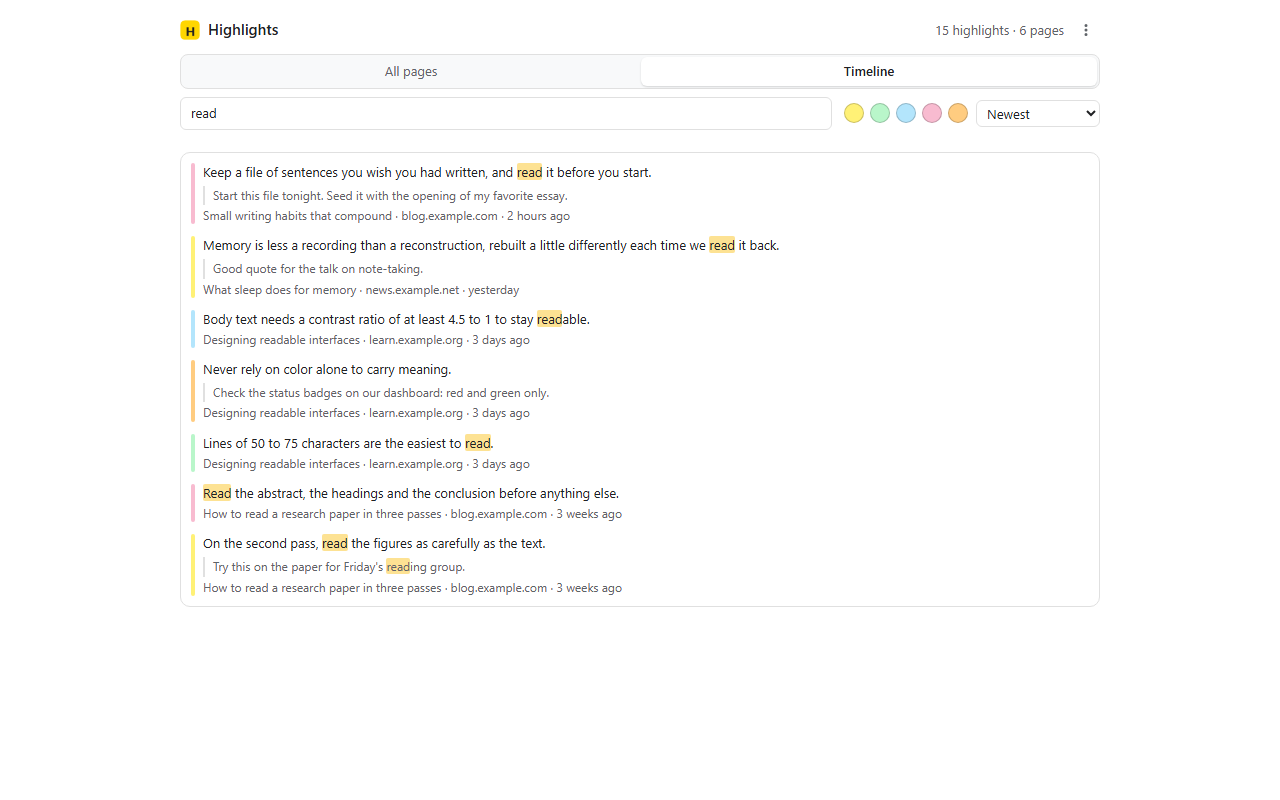 H Highlights
15 highlights · 6 pages
All pages
Timeline
read
Newest
Keep a file of sentences you wish you had written, and read it before you start.
Start this file tonight. Seed it with the opening of my favorite essay.
Small writing habits that compound · blog.example.com · 2 hours ago
Memory is less a recording than a reconstruction, rebuilt a little differently each time we read it back.
Good quote for the talk on note-taking.
What sleep does for memory · news.example.net · yesterday
Body text needs a contrast ratio of at least 4.5 to 1 to stay readable.
Designing readable interfaces · learn.example.org · 3 days ago
Never rely on color alone to carry meaning.
Check the status badges on our dashboard: red and green only.
Designing readable interfaces · learn.example.org · 3 days ago
Lines of 50 to 75 characters are the easiest to read.
Designing readable interfaces · learn.example.org · 3 days ago
Read the abstract, the headings and the conclusion before anything else.
How to read a research paper in three passes · blog.example.com · 3 weeks ago
On the second pass, read the figures as carefully as the text.
Try this on the paper for Friday's reading group.
How to read a research paper in three passes · blog.example.com · 3 weeks ago